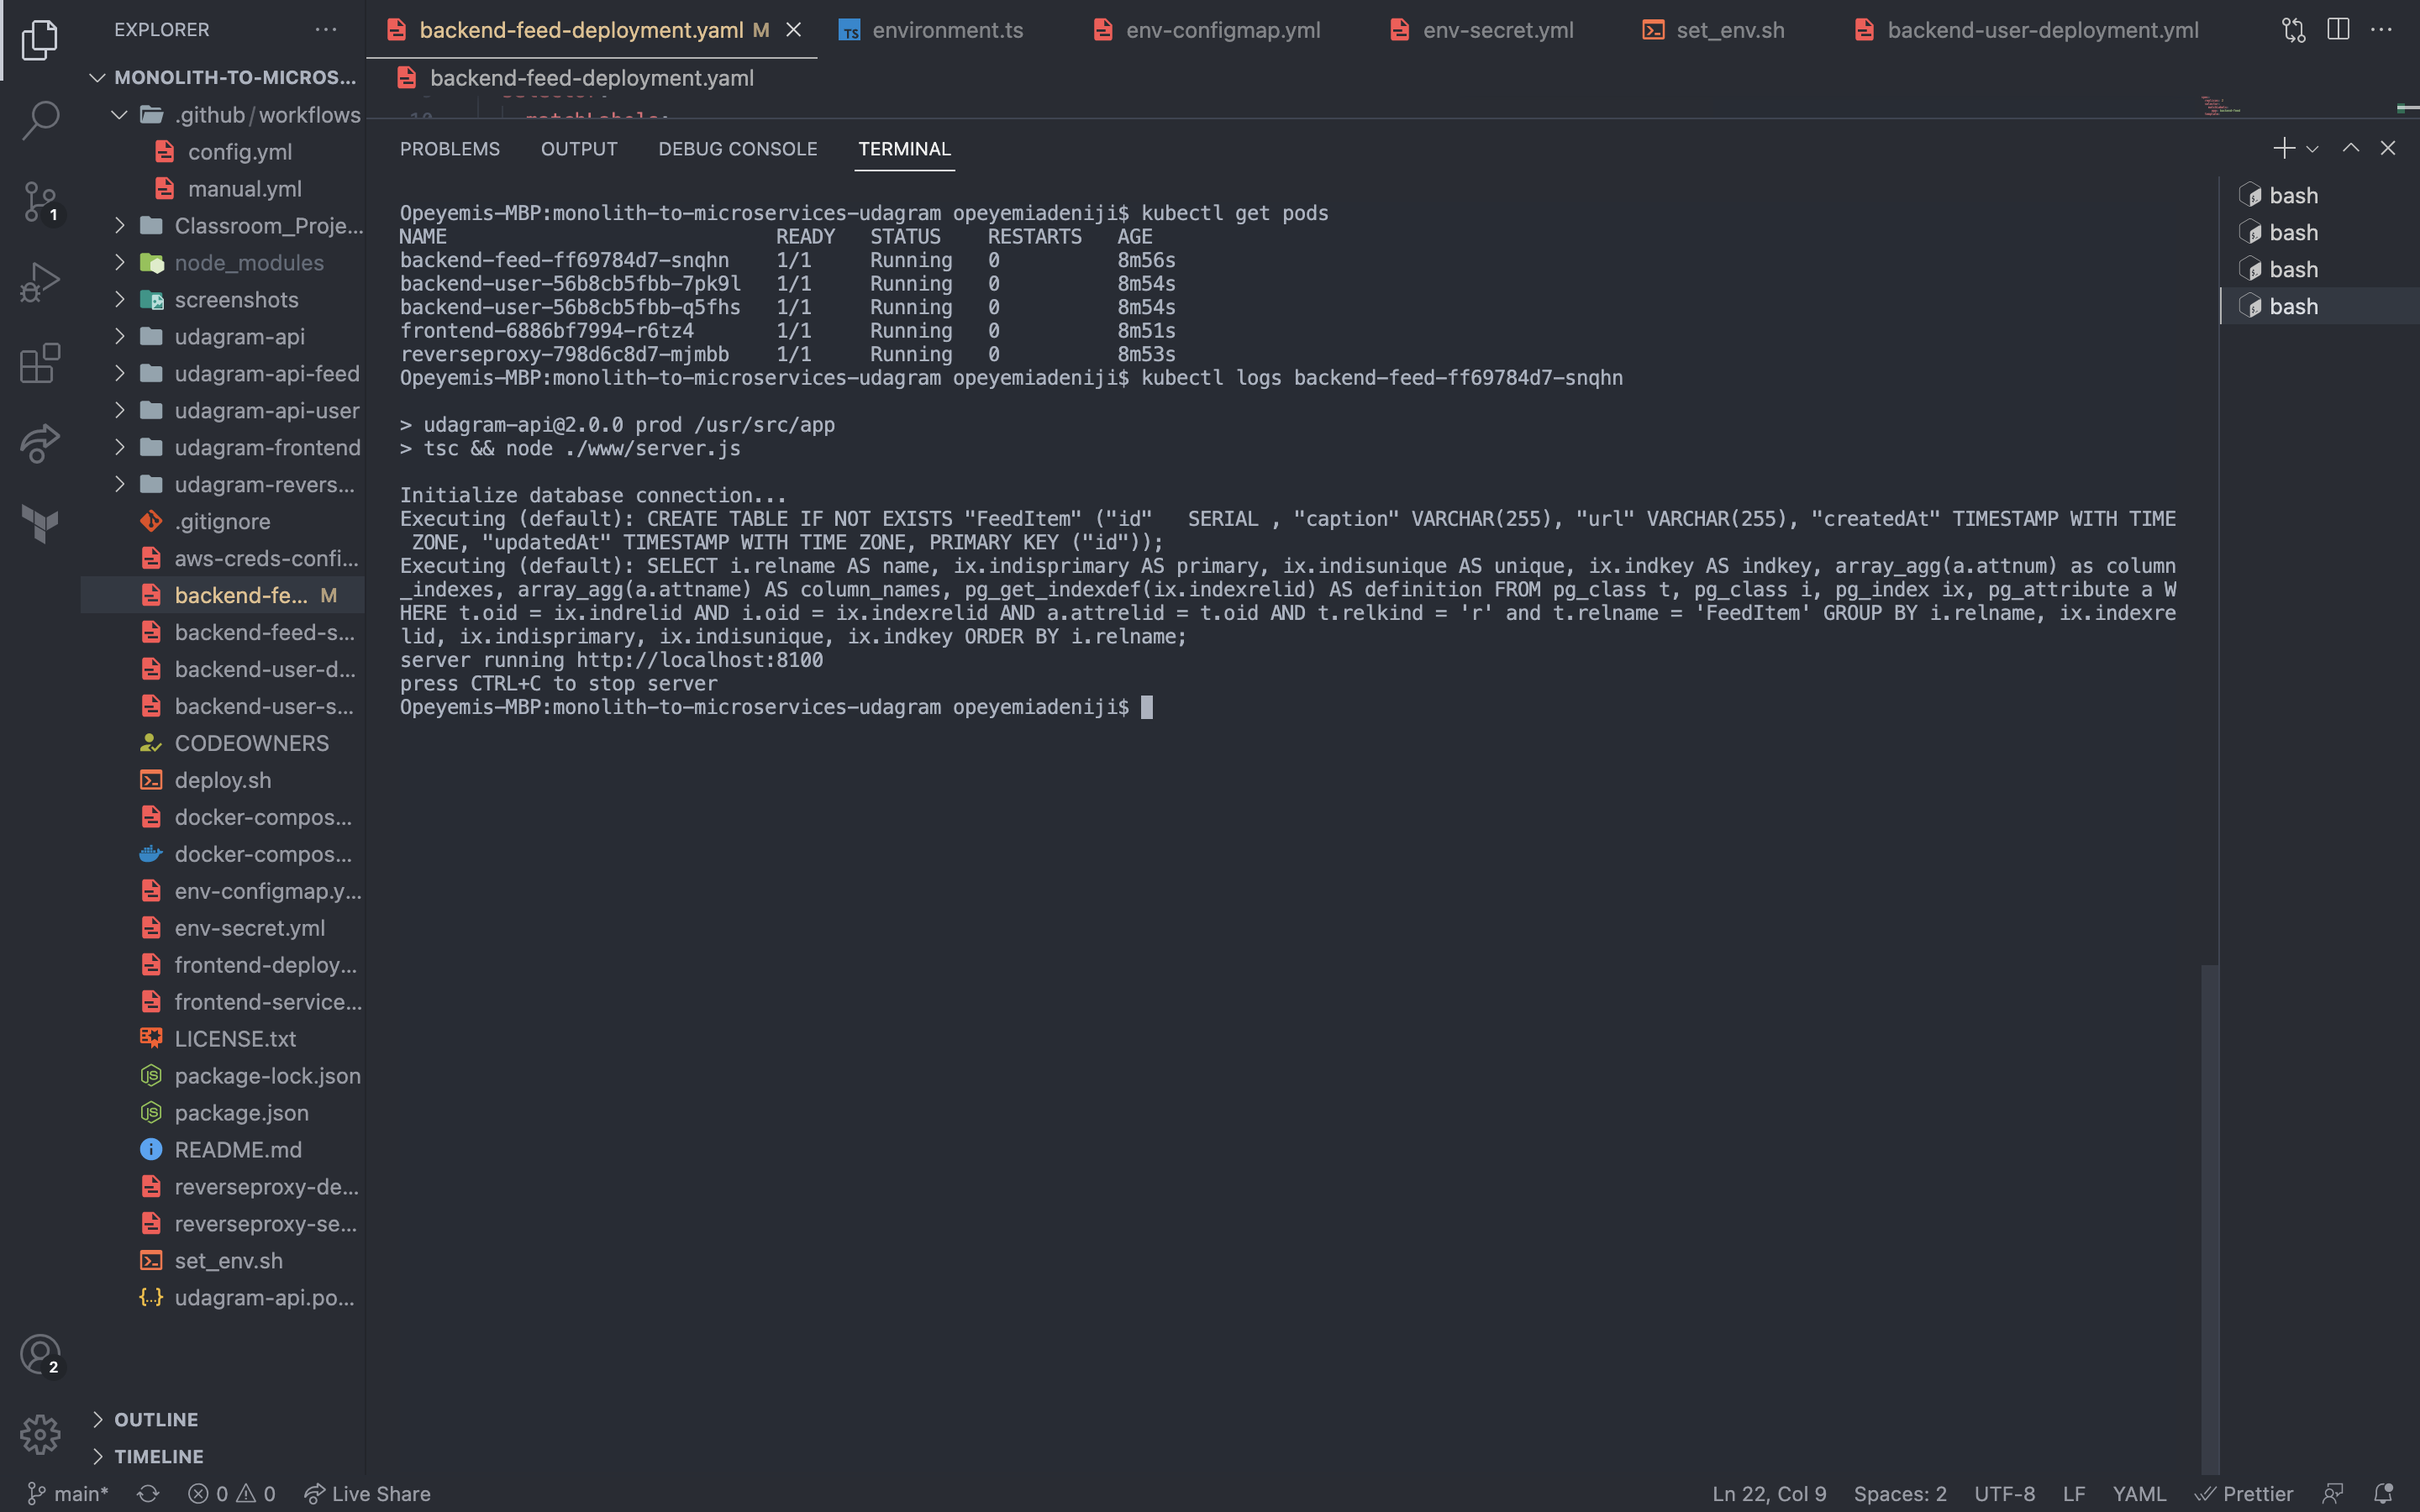 EXPLORER
MONOLITH-TO-MICROS...
.github/workflows
config.yml
manual.yml
Classroom_Proje...
node_modules
screenshots
udagram-api
udagram-api-feed
udagram-api-user
udagram-frontend
udagram-revers...
.gitignore
aws-creds-confi...
backend-fe... M
backend-feed-s...
backend-user-d...
backend-user-s...
CODEOWNERS
deploy.sh
docker-compos...
docker-compos...
env-configmap.y...
env-secret.yml
frontend-deploy...
frontend-service...
LICENSE.txt
package-lock.json
package.json
README.md
reverseproxy-de...
reverseproxy-se...
set_env.sh
udagram-api.po...
OUTLINE
TIMELINE
1
2
backend-feed-deployment.yaml M
TS environment.ts
env-configmap.yml
env-secret.yml
set_env.sh
backend-user-deployment.yml
backend-feed-deployment.yaml
PROBLEMS OUTPUT DEBUG CONSOLE TERMINAL
Opeyemis-MBP:monolith-to-microservices-udagram opeyemiadeniji$ kubectl get pods
NAME READY STATUS RESTARTS AGE
backend-feed-ff69784d7-snqhn 1/1 Running 0 8m56s
backend-user-56b8cb5fbb-7pk9l 1/1 Running 0 8m54s
backend-user-56b8cb5fbb-q5fhs 1/1 Running 0 8m54s
frontend-6886bf7994-r6tz4 1/1 Running 0 8m51s
reverseproxy-798d6c8d7-mjmbb 1/1 Running 0 8m53s
Opeyemis-MBP:monolith-to-microservices-udagram opeyemiadeniji$ kubectl logs backend-feed-ff69784d7-snqhn
> udagram-api@2.0.0 prod /usr/src/app
> tsc && node ./www/server.js
Initialize database connection...
Executing (default): CREATE TABLE IF NOT EXISTS "FeedItem" ("id"   SERIAL , "caption" VARCHAR(255), "url" VARCHAR(255), "createdAt" TIMESTAMP WITH TIME
ZONE, "updatedAt" TIMESTAMP WITH TIME ZONE, PRIMARY KEY ("id"));
Executing (default): SELECT i.relname AS name, ix.indisprimary AS primary, ix.indisunique AS unique, ix.indkey AS indkey, array_agg(a.attnum) as column
_indexes, array_agg(a.attname) AS column_names, pg_get_indexdef(ix.indexrelid) AS definition FROM pg_class t, pg_class i, pg_index ix, pg_attribute a W
HERE t.oid = ix.indrelid AND i.oid = ix.indexrelid AND a.attrelid = t.oid AND t.relkind = 'r' and t.relname = 'FeedItem' GROUP BY i.relname, ix.indexre
lid, ix.indisprimary, ix.indisunique, ix.indkey ORDER BY i.relname;
server running http://localhost:8100
press CTRL+C to stop server
Opeyemis-MBP:monolith-to-microservices-udagram opeyemiadeniji$
bash
bash
bash
bash
main* 0 0 Live Share
Ln 22, Col 9 Spaces: 2 UTF-8 LF YAML Prettier